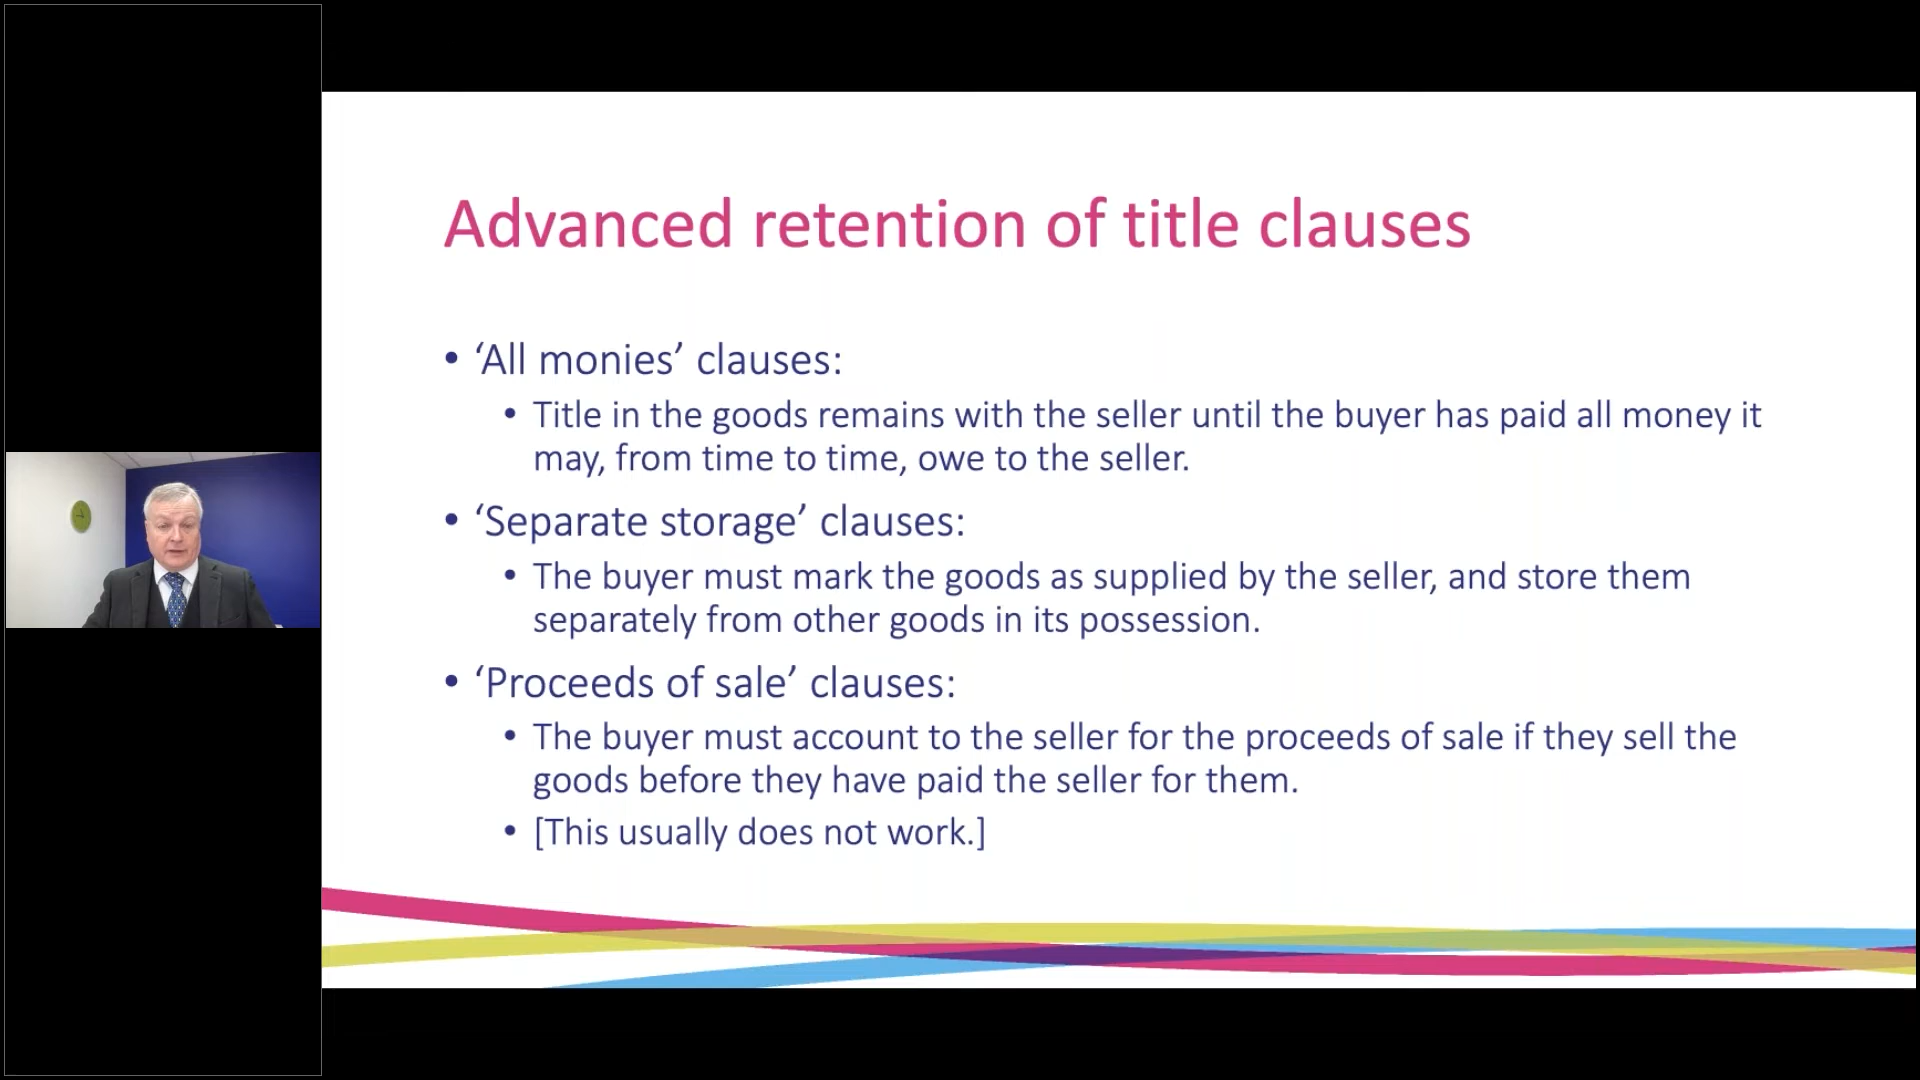 Advanced retention of title clauses
• ‘All monies’ clauses:
• Title in the goods remains with the seller until the buyer has paid all money it
may, from time to time, owe to the seller.
• ‘Separate storage’ clauses:
• The buyer must mark the goods as supplied by the seller, and store them
separately from other goods in its possession.
• ‘Proceeds of sale’ clauses:
• The buyer must account to the seller for the proceeds of sale if they sell the
goods before they have paid the seller for them.
• [This usually does not work.]